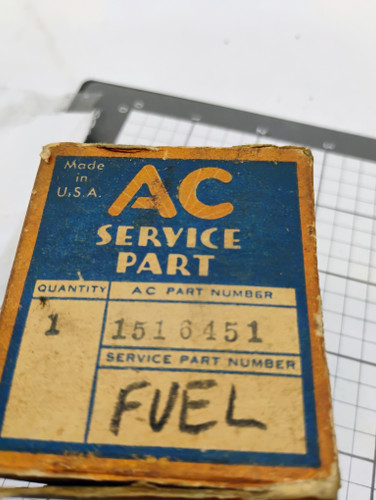 Made
in
U.S.A.
AC
SERVICE
PART
QUANTITY AC PART NUMBER
1 1516451
SERVICE PART NUMBER
FUEL